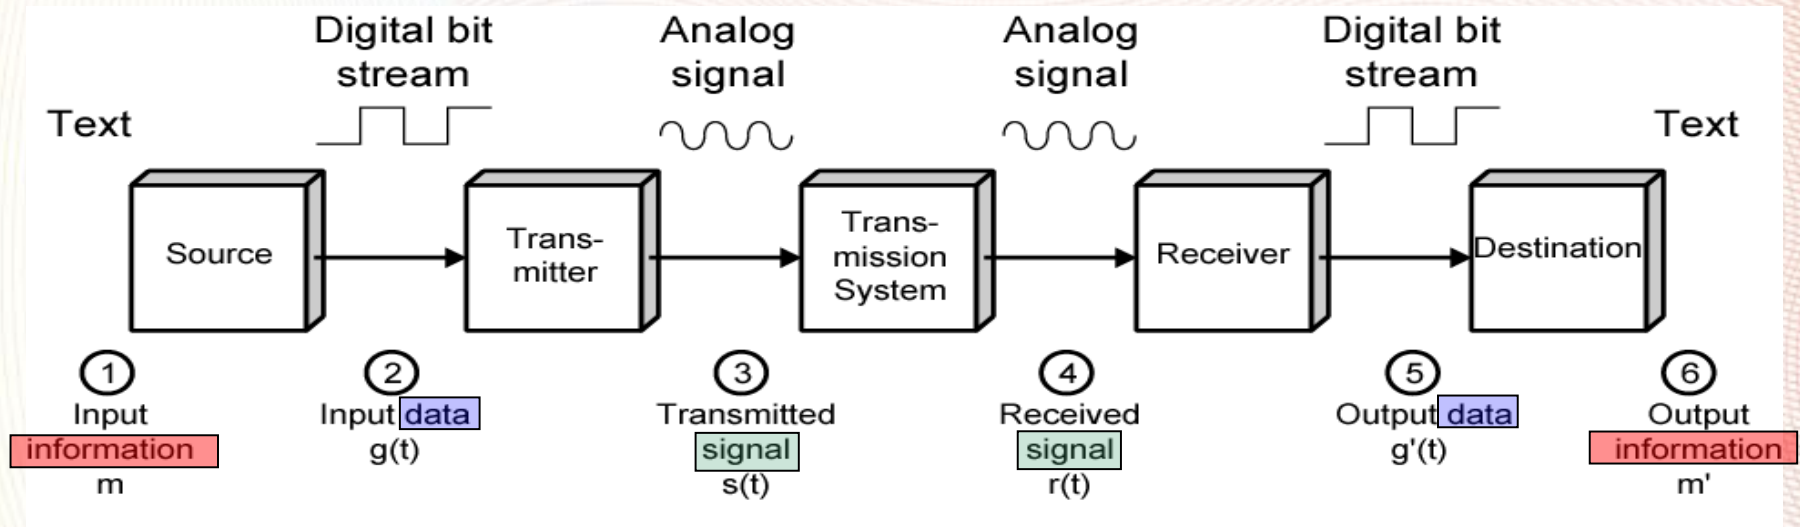 Text
Digital bit
stream
Analog
signal
Analog
signal
Digital bit
stream
Text
Source
Trans-
mitter
Trans-
mission
System
Receiver
Destination
1
Input
information
m
2
Input data
g(t)
3
Transmitted
signal
s(t)
4
Received
signal
r(t)
5
Output data
g'(t)
6
Output
information
m'